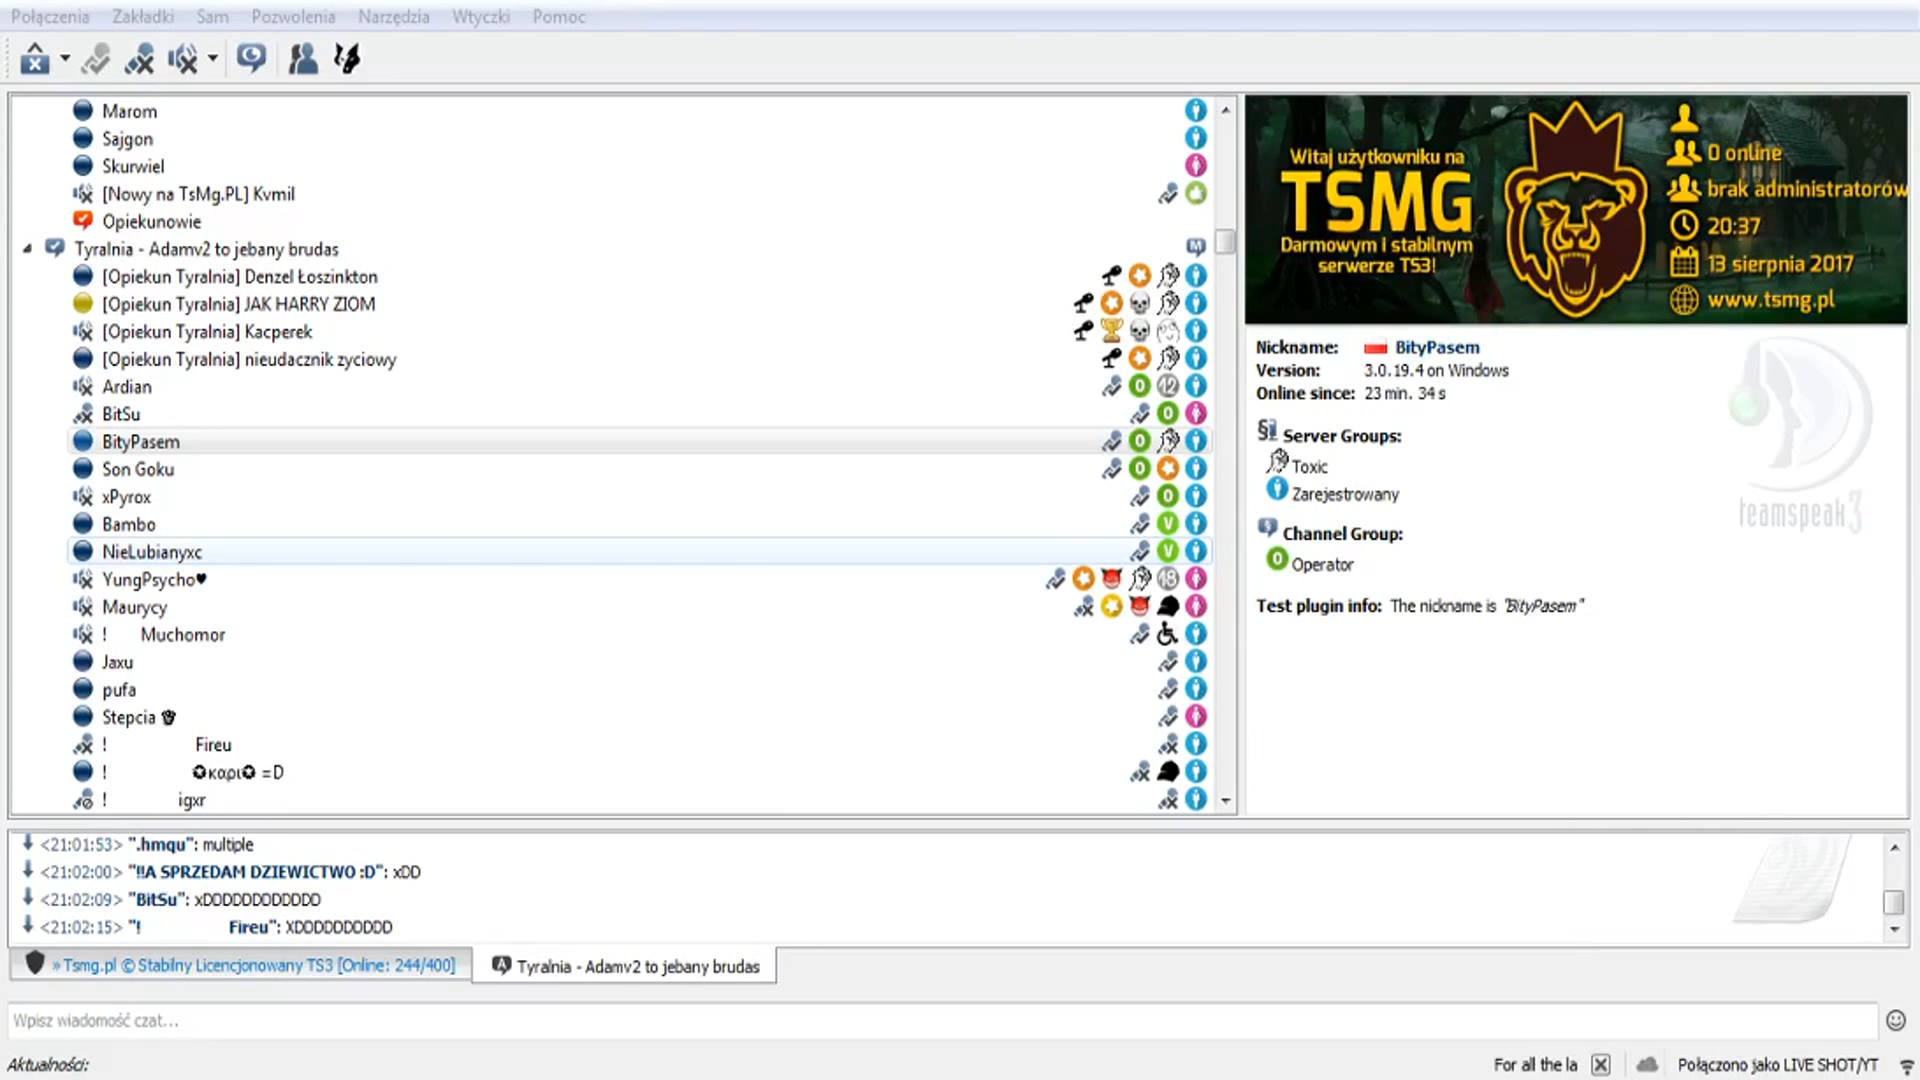 Połączenia Zakładki Sam Pozwolenia Narzędzia Wtyczki Pomoc
Marom
Sajgon
Skurwiel
[Nowy na TsMg.PL] Kvmil
Opiekunowie
Tyralnia - Adamv2 to jebany brudas
M
[Opiekun Tyralnia] Denzel Łoszinkton
[Opiekun Tyralnia] JAK HARRY ZIOM
[Opiekun Tyralnia] Kacperek
[Opiekun Tyralnia] nieudacznik zyciowy
Ardian O 12
BitSu O
BityPasem O
Son Goku O
xPyrox O
Bambo V
NieLubianyxc V
YungPsycho♥ 18
Maurycy
! Muchomor
Jaxu
pufa
Stepcia
! Fireu
! ✪καρι✪ =D
! igxr
Witaj użytkowniku na
TSMG
Darmowym i stabilnym
serwerze TS3!
0 online
brak administratorów
20:37
13 sierpnia 2017
www.tsmg.pl
Nickname: BityPasem
Version: 3.0.19.4 on Windows
Online since: 23 min. 34 s
Server Groups:
Toxic
Zarejestrowany
Channel Group:
O Operator
Test plugin info: The nickname is "BityPasem"
teamspeak3
<21:01:53> ".hmqu": multiple
<21:02:00> "!!A SPRZEDAM DZIEWICTWO :D": xDD
<21:02:09> "BitSu": xDDDDDDDDDDDD
<21:02:15> "! Fireu": XDDDDDDDDDD
» Tsmg.pl © Stabilny Licencjonowany TS3 [Online: 244/400]
A Tyralnia - Adamv2 to jebany brudas
Wpisz wiadomość czat...
Aktualności:
For all the la
Połączono jako LIVE SHOT/YT